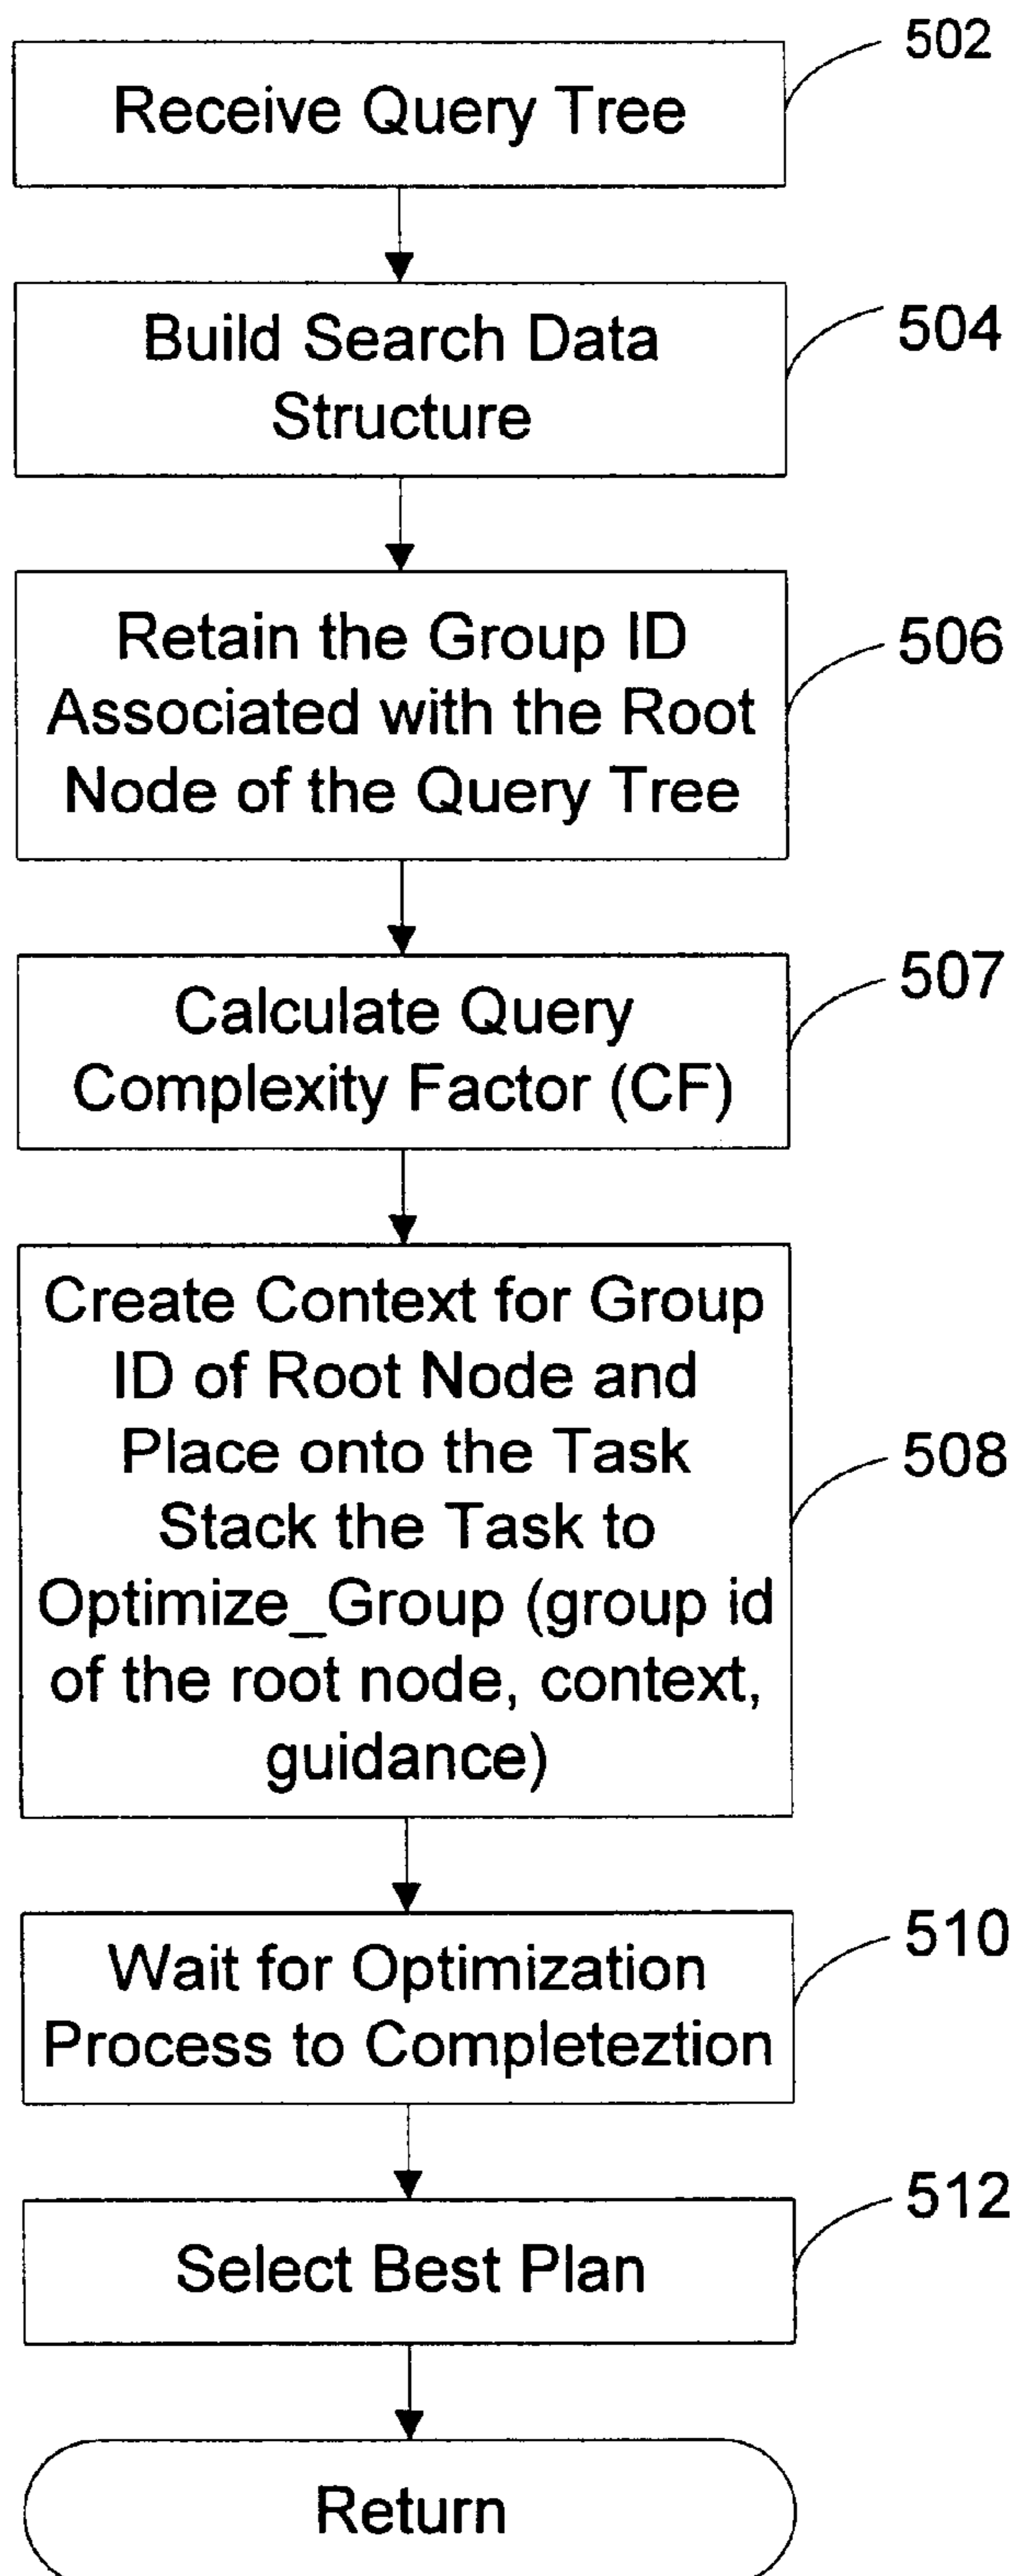 502
Receive Query Tree
504
Build Search Data
Structure
506
Retain the Group ID
Associated with the Root
Node of the Query Tree
507
Calculate Query
Complexity Factor (CF)
508
Create Context for Group
ID of Root Node and
Place onto the Task
Stack the Task to
Optimize_Group (group id
of the root node, context,
guidance)
510
Wait for Optimization
Process to Completeztion
512
Select Best Plan
Return